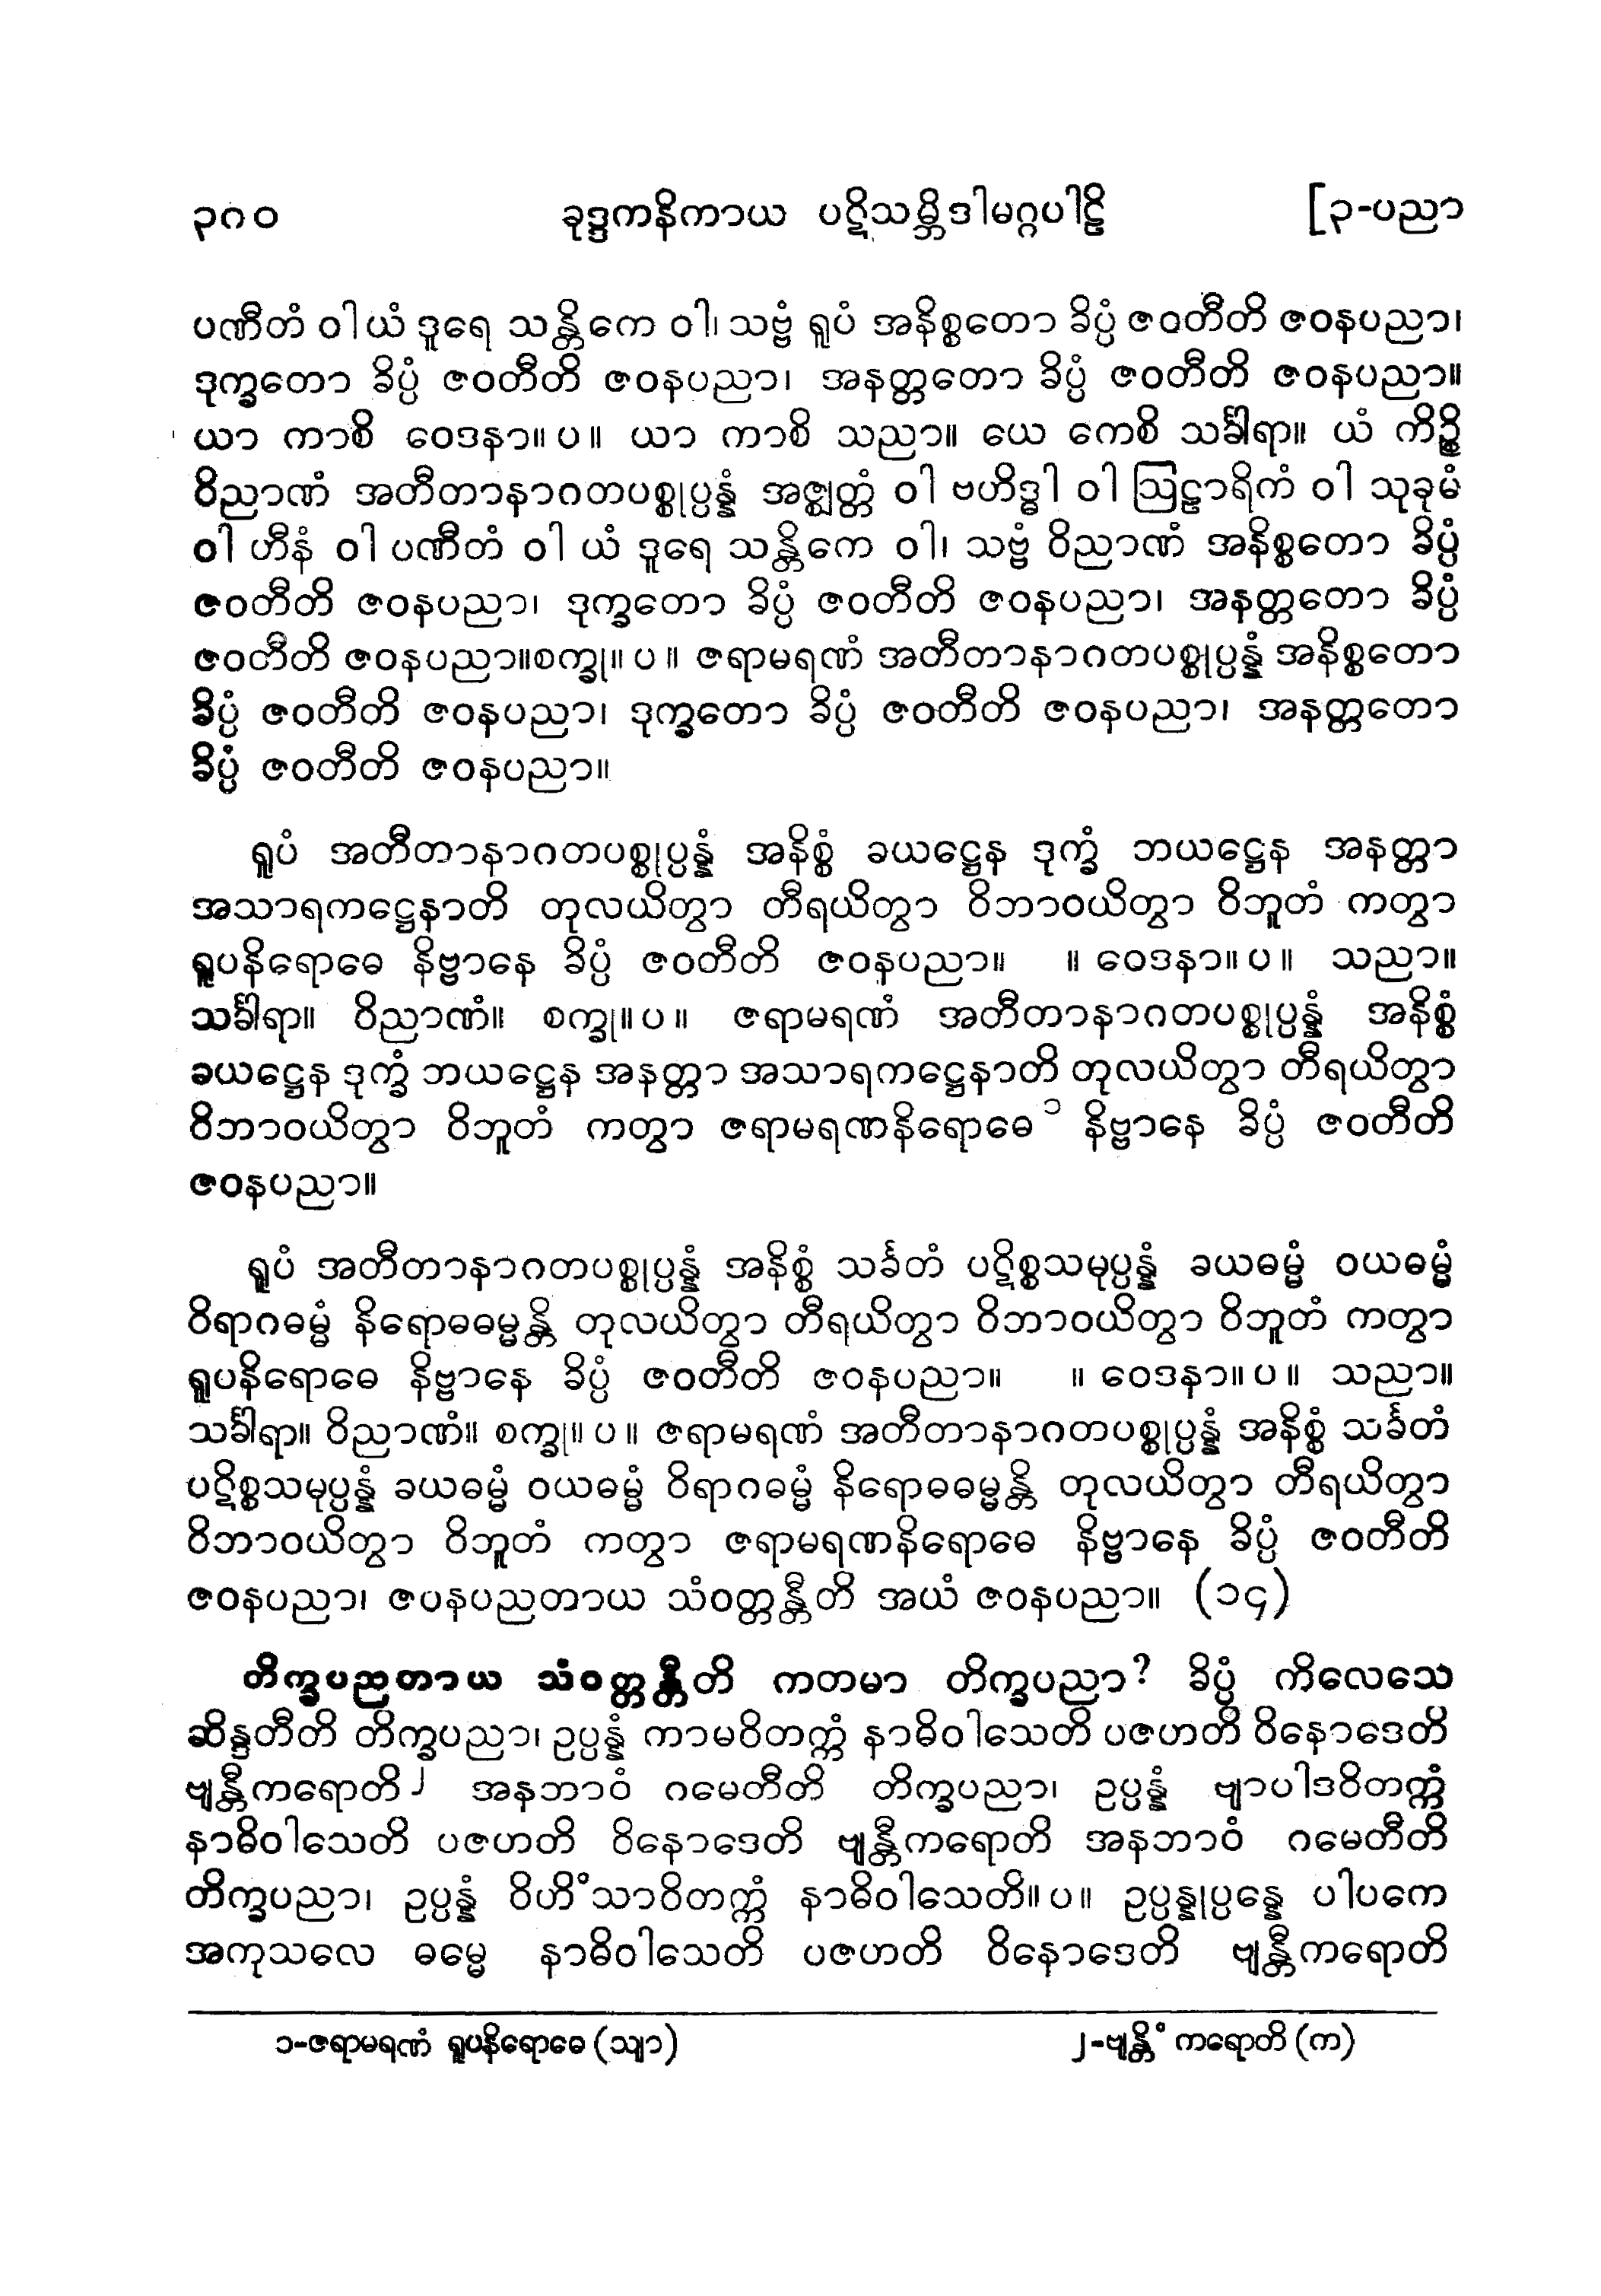 ၃ဂ၀ ခုဒ္ဒကနိကာယ ပဋိသမ္ဘိဒါမဂ္ဂပါဠိ [၃-ပညာ
ပဏီတံ ဝါ ယံ ဒူရေ သန္တိကေ ဝါ၊ သဗ္ဗံ ရူပံ အနိစ္စတော ခိပ္ပံ ဇဝတီတိ ဇဝနပညာ၊
ဒုက္ခတော ခိပ္ပံ ဇဝတီတိ ဇဝနပညာ၊ အနတ္တတော ခိပ္ပံ ဇဝတီတိ ဇဝနပညာ။
ယာ ကာစိ ဝေဒနာ။ ပ။ ယာ ကာစိ သညာ။ ယေ ကေစိ သင်္ခါရာ။ ယံ ကိဉ္စိ
ဝိညာဏံ အတီတာနာဂတပစ္စုပ္ပန္နံ အဇ္ဈတ္တံ ဝါ ဗဟိဒ္ဓါ ဝါ ဩဠာရိကံ ဝါ သုခုမံ
ဝါ ဟီနံ ဝါ ပဏီတံ ဝါ ယံ ဒူရေ သန္တိကေ ဝါ၊ သဗ္ဗံ ဝိညာဏံ အနိစ္စတော ခိပ္ပံ
ဇဝတီတိ ဇဝနပညာ၊ ဒုက္ခတော ခိပ္ပံ ဇဝတီတိ ဇဝနပညာ၊ အနတ္တတော ခိပ္ပံ
ဇဝတီတိ ဇဝနပညာ။စက္ခု။ ပ ။ ဇရာမရဏံ အတီတာနာဂတပစ္စုပ္ပန္နံ အနိစ္စတော
ခိပ္ပံ ဇဝတီတိ ဇဝနပညာ၊ ဒုက္ခတော ခိပ္ပံ ဇဝတီတိ ဇဝနပညာ၊ အနတ္တတော
ခိပ္ပံ ဇဝတီတိ ဇဝနပညာ။
ရူပံ အတီတာနာဂတပစ္စုပ္ပန္နံ အနိစ္စံ ခယဋ္ဌေန ဒုက္ခံ ဘယဋ္ဌေန အနတ္တာ
အသာရကဋ္ဌေနာတိ တုလယိတွာ တီရယိတွာ ဝိဘာဝယိတွာ ဝိဘူတံ ကတွာ
ရူပနိရောဓေ နိဗ္ဗာနေ ခိပ္ပံ ဇဝတီတိ ဇဝနပညာ။ ။ ဝေဒနာ။ ပ ။ သညာ။
သင်္ခါရာ။ ဝိညာဏံ။ စက္ခု။ ပ။ ဇရာမရဏံ အတီတာနာဂတပစ္စုပ္ပန္နံ အနိစ္စံ
ခယဋ္ဌေန ဒုက္ခံ ဘယဋ္ဌေန အနတ္တာ အသာရကဋ္ဌေနာတိ တုလယိတွာ တီရယိတွာ
ဝိဘာဝယိတွာ ဝိဘူတံ ကတွာ ဇရာမရဏနိရောဓေ ၁ နိဗ္ဗာနေ ခိပ္ပံ ဇဝတီတိ
ဇဝနပညာ။
ရူပံ အတီတာနာဂတပစ္စုပ္ပန္နံ အနိစ္စံ သင်္ခတံ ပဋိစ္စသမုပ္ပန္နံ ခယဓမ္မံ ဝယဓမ္မံ
ဝိရာဂဓမ္မံ နိရောဓဓမ္မန္တိ တုလယိတွာ တီရယိတွာ ဝိဘာဝယိတွာ ဝိဘူတံ ကတွာ
ရူပနိရောဓေ နိဗ္ဗာနေ ခိပ္ပံ ဇဝတီတိ ဇဝနပညာ။ ။ ဝေဒနာ။ ပ ။ သညာ။
သင်္ခါရာ။ ဝိညာဏံ။ စက္ခု။ ပ။ ဇရာမရဏံ အတီတာနာဂတပစ္စုပ္ပန္နံ အနိစ္စံ သင်္ခတံ
ပဋိစ္စသမုပ္ပန္နံ ခယဓမ္မံ ဝယဓမ္မံ ဝိရာဂဓမ္မံ နိရောဓဓမ္မန္တိ တုလယိတွာ တီရယိတွာ
ဝိဘာဝယိတွာ ဝိဘူတံ ကတွာ ဇရာမရဏနိရောဓေ နိဗ္ဗာနေ ခိပ္ပံ ဇဝတီတိ
ဇဝနပညာ၊ ဇပနပညတာယ သံဝတ္တန္တီတိ အယံ ဇဝနပညာ။ (၁၄)
တိက္ခပညတာယ သံဝတ္တန္တီတိ ကတမာ တိက္ခပညာ? ခိပ္ပံ ကိလေသေ
ဆိန္ဒတီတိ တိက္ခပညာ၊ ဥပ္ပန္နံ ကာမဝိတက္ကံ နာဓိဝါသေတိ ပဇဟတိ ဝိနောဒေတိ
ဗျန္တီကရောတိ ၂ အနဘာဝံ ဂမေတီတိ တိက္ခပညာ၊ ဥပ္ပန္နံ ဗျာပါဒဝိတက္ကံ
နာဓိဝါသေတိ ပဇဟတိ ဝိနောဒေတိ ဗျန္တီကရောတိ အနဘာဝံ ဂမေတီတိ
တိက္ခပညာ၊ ဥပ္ပန္နံ ဝိဟိံသာဝိတက္ကံ နာဓိဝါသေတိ။ ပ။ ဥပ္ပန္နုပ္ပန္နေ ပါပကေ
အကုသလေ ဓမ္မေ နာဓိဝါသေတိ ပဇဟတိ ဝိနောဒေတိ ဗျန္တီကရောတိ
၁-ဇရာမရဏံ ရူပနိရောဓေ (သျာ) ၂-ဗျန္တိံ ကရောတိ (က)